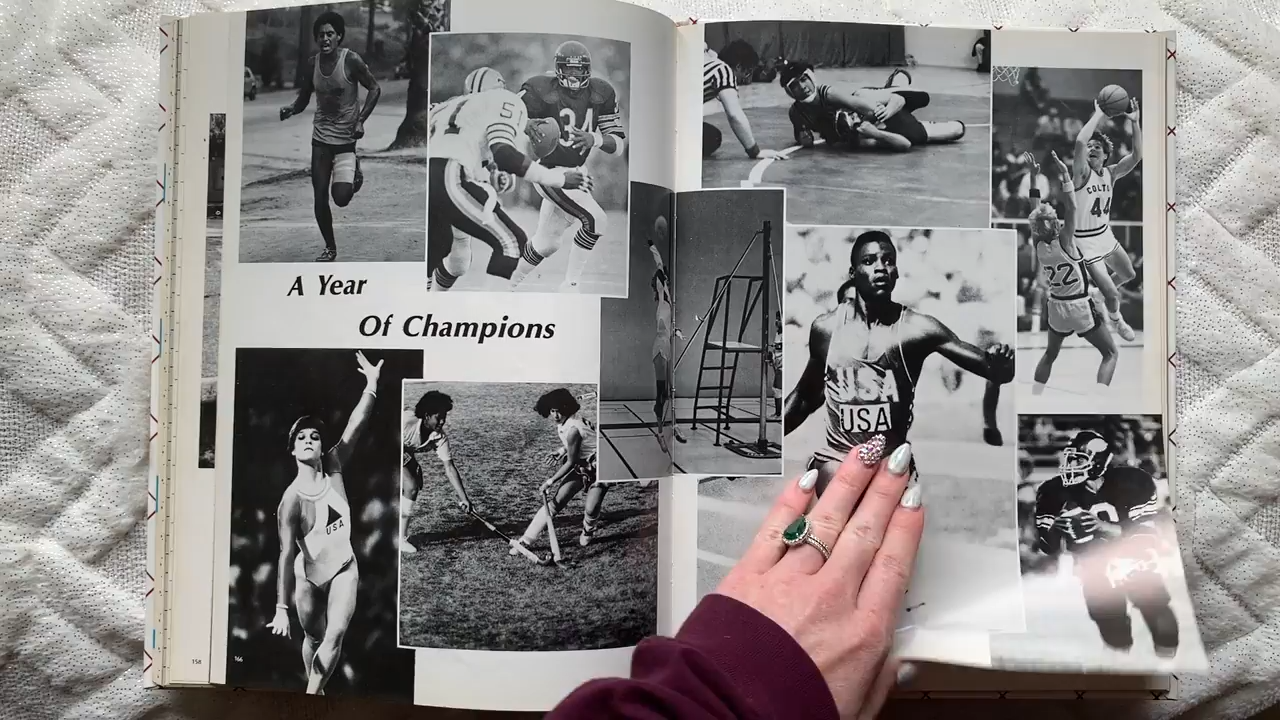 A Year
Of Champions
51
34
COLTS
44
22
USA
USA
USA
158
166